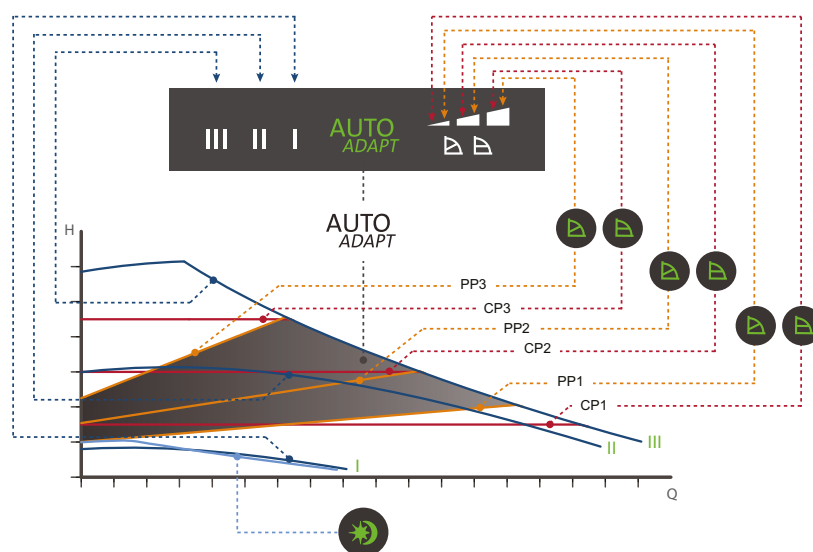 III II I
AUTO
ADAPT
AUTO
ADAPT
H
PP3
CP3
PP2
CP2
PP1
CP1
III
II
I
Q